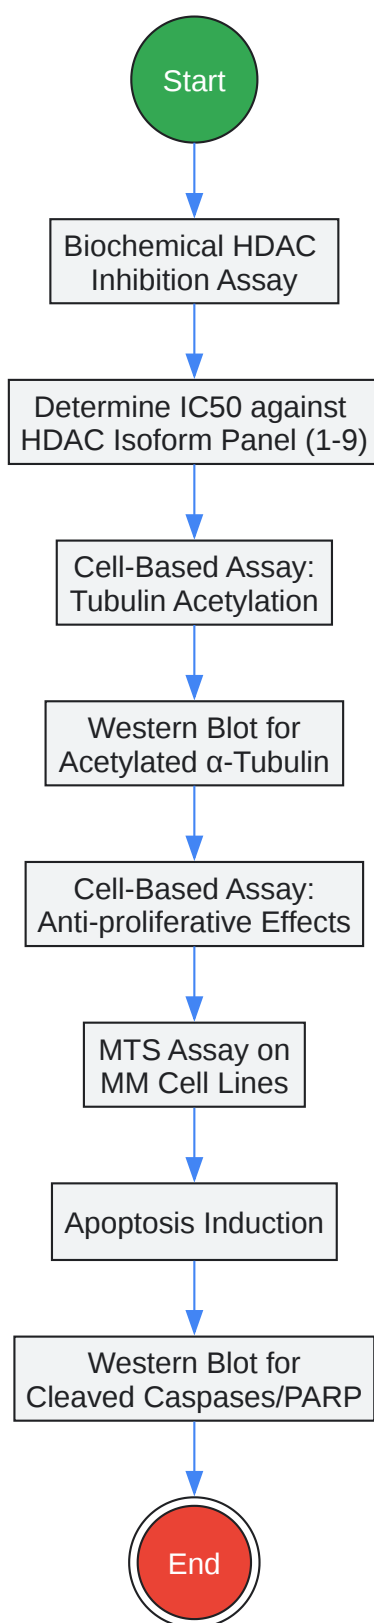 Start
Biochemical HDAC
Inhibition Assay
Determine IC50 against
HDAC Isoform Panel (1-9)
Cell-Based Assay:
Tubulin Acetylation
Western Blot for
Acetylated α-Tubulin
Cell-Based Assay:
Anti-proliferative Effects
MTS Assay on
MM Cell Lines
Apoptosis Induction
Western Blot for
Cleaved Caspases/PARP
End